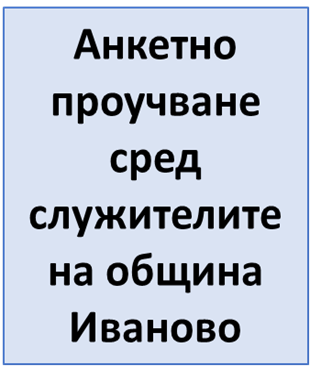 Анкетно
проучване
сред
служителите
на община
Иваново